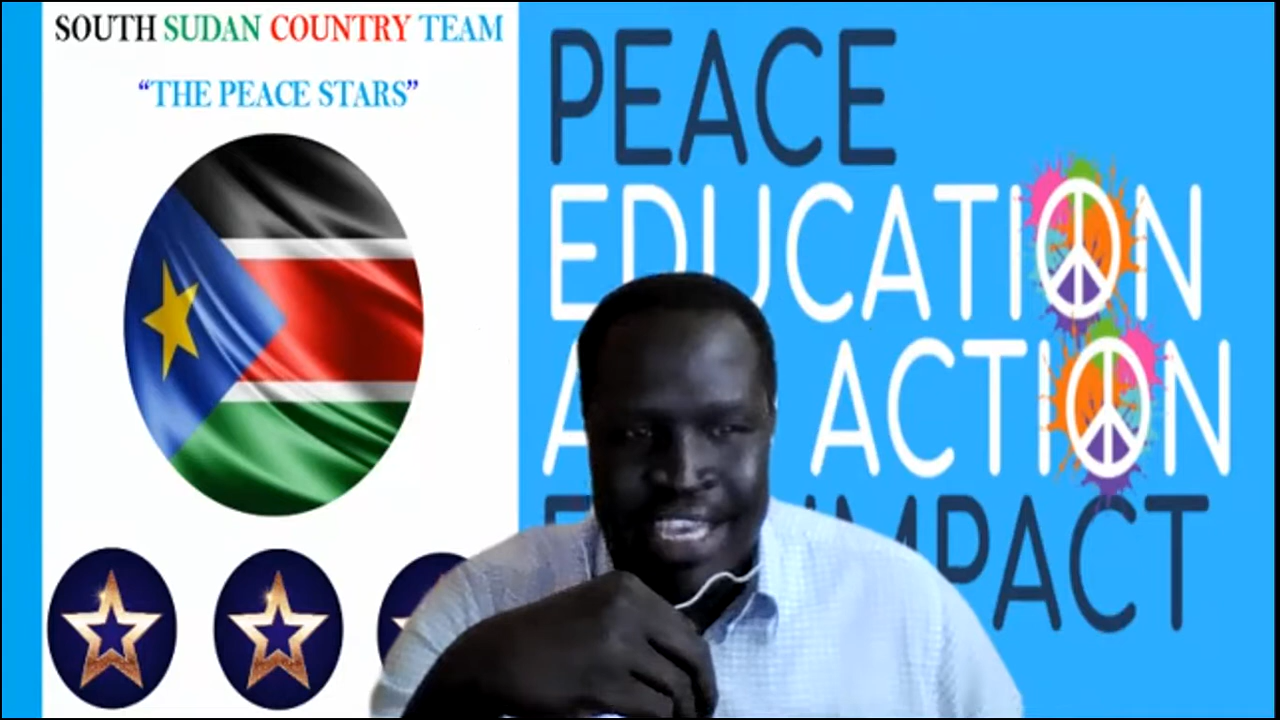 SOUTH SUDAN COUNTRY TEAM
“THE PEACE STARS”
PEACE
EDUCATION
ACTION
IMPACT